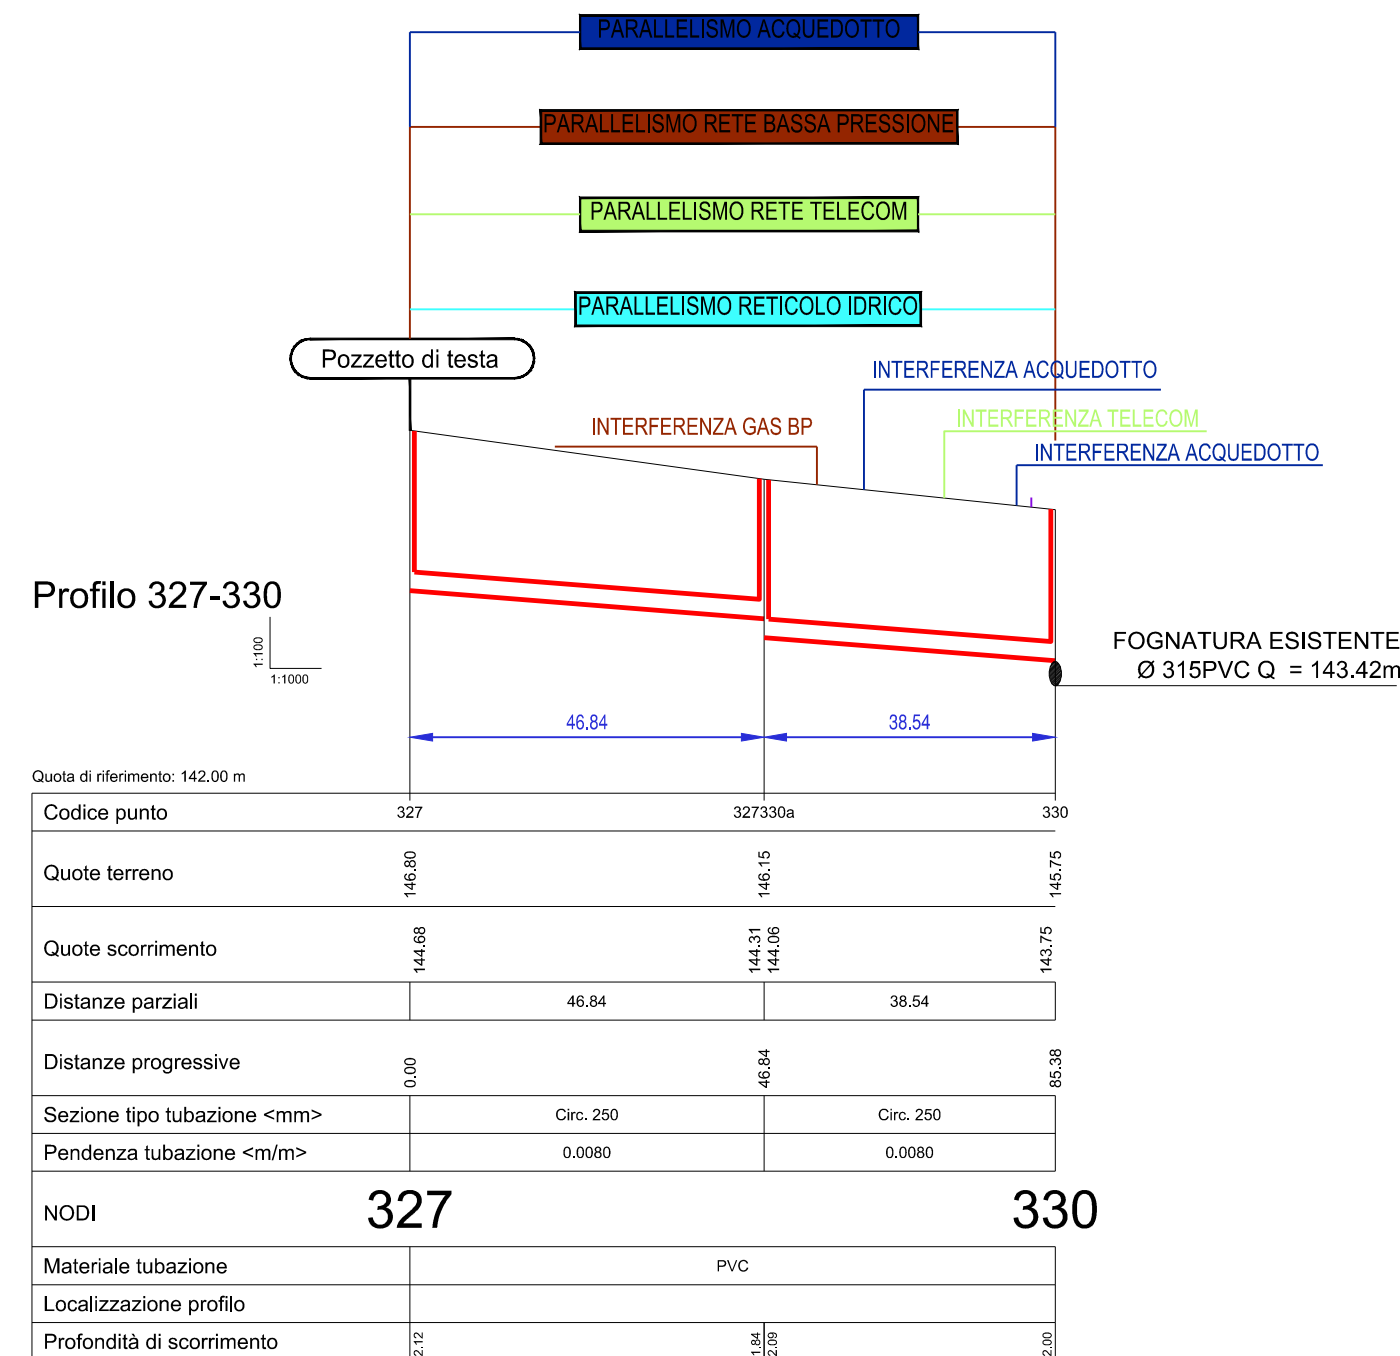 PARALLELISMO ACQUEDOTTO
PARALLELISMO RETE BASSA PRESSIONE
PARALLELISMO RETE TELECOM
PARALLELISMO RETICOLO IDRICO
Pozzetto di testa
INTERFERENZA ACQUEDOTTO
INTERFERENZA GAS BP
INTERFERENZA TELECOM
INTERFERENZA ACQUEDOTTO
Profilo 327-330
1:100
1:1000
FOGNATURA ESISTENTE
Ø 315PVC Q = 143.42m
46.84 38.54
Quota di riferimento: 142.00 m
Codice punto 327 327330a 330
Quote terreno 146.80 146.15 145.75
Quote scorrimento 144.68 144.31 144.06 143.75
Distanze parziali 46.84 38.54
Distanze progressive 0.00 46.84 85.38
Sezione tipo tubazione <mm> Circ. 250 Circ. 250
Pendenza tubazione <m/m> 0.0080 0.0080
NODI 327 330
Materiale tubazione PVC
Localizzazione profilo
Profondità di scorrimento 2.12 1.84 2.09 2.00